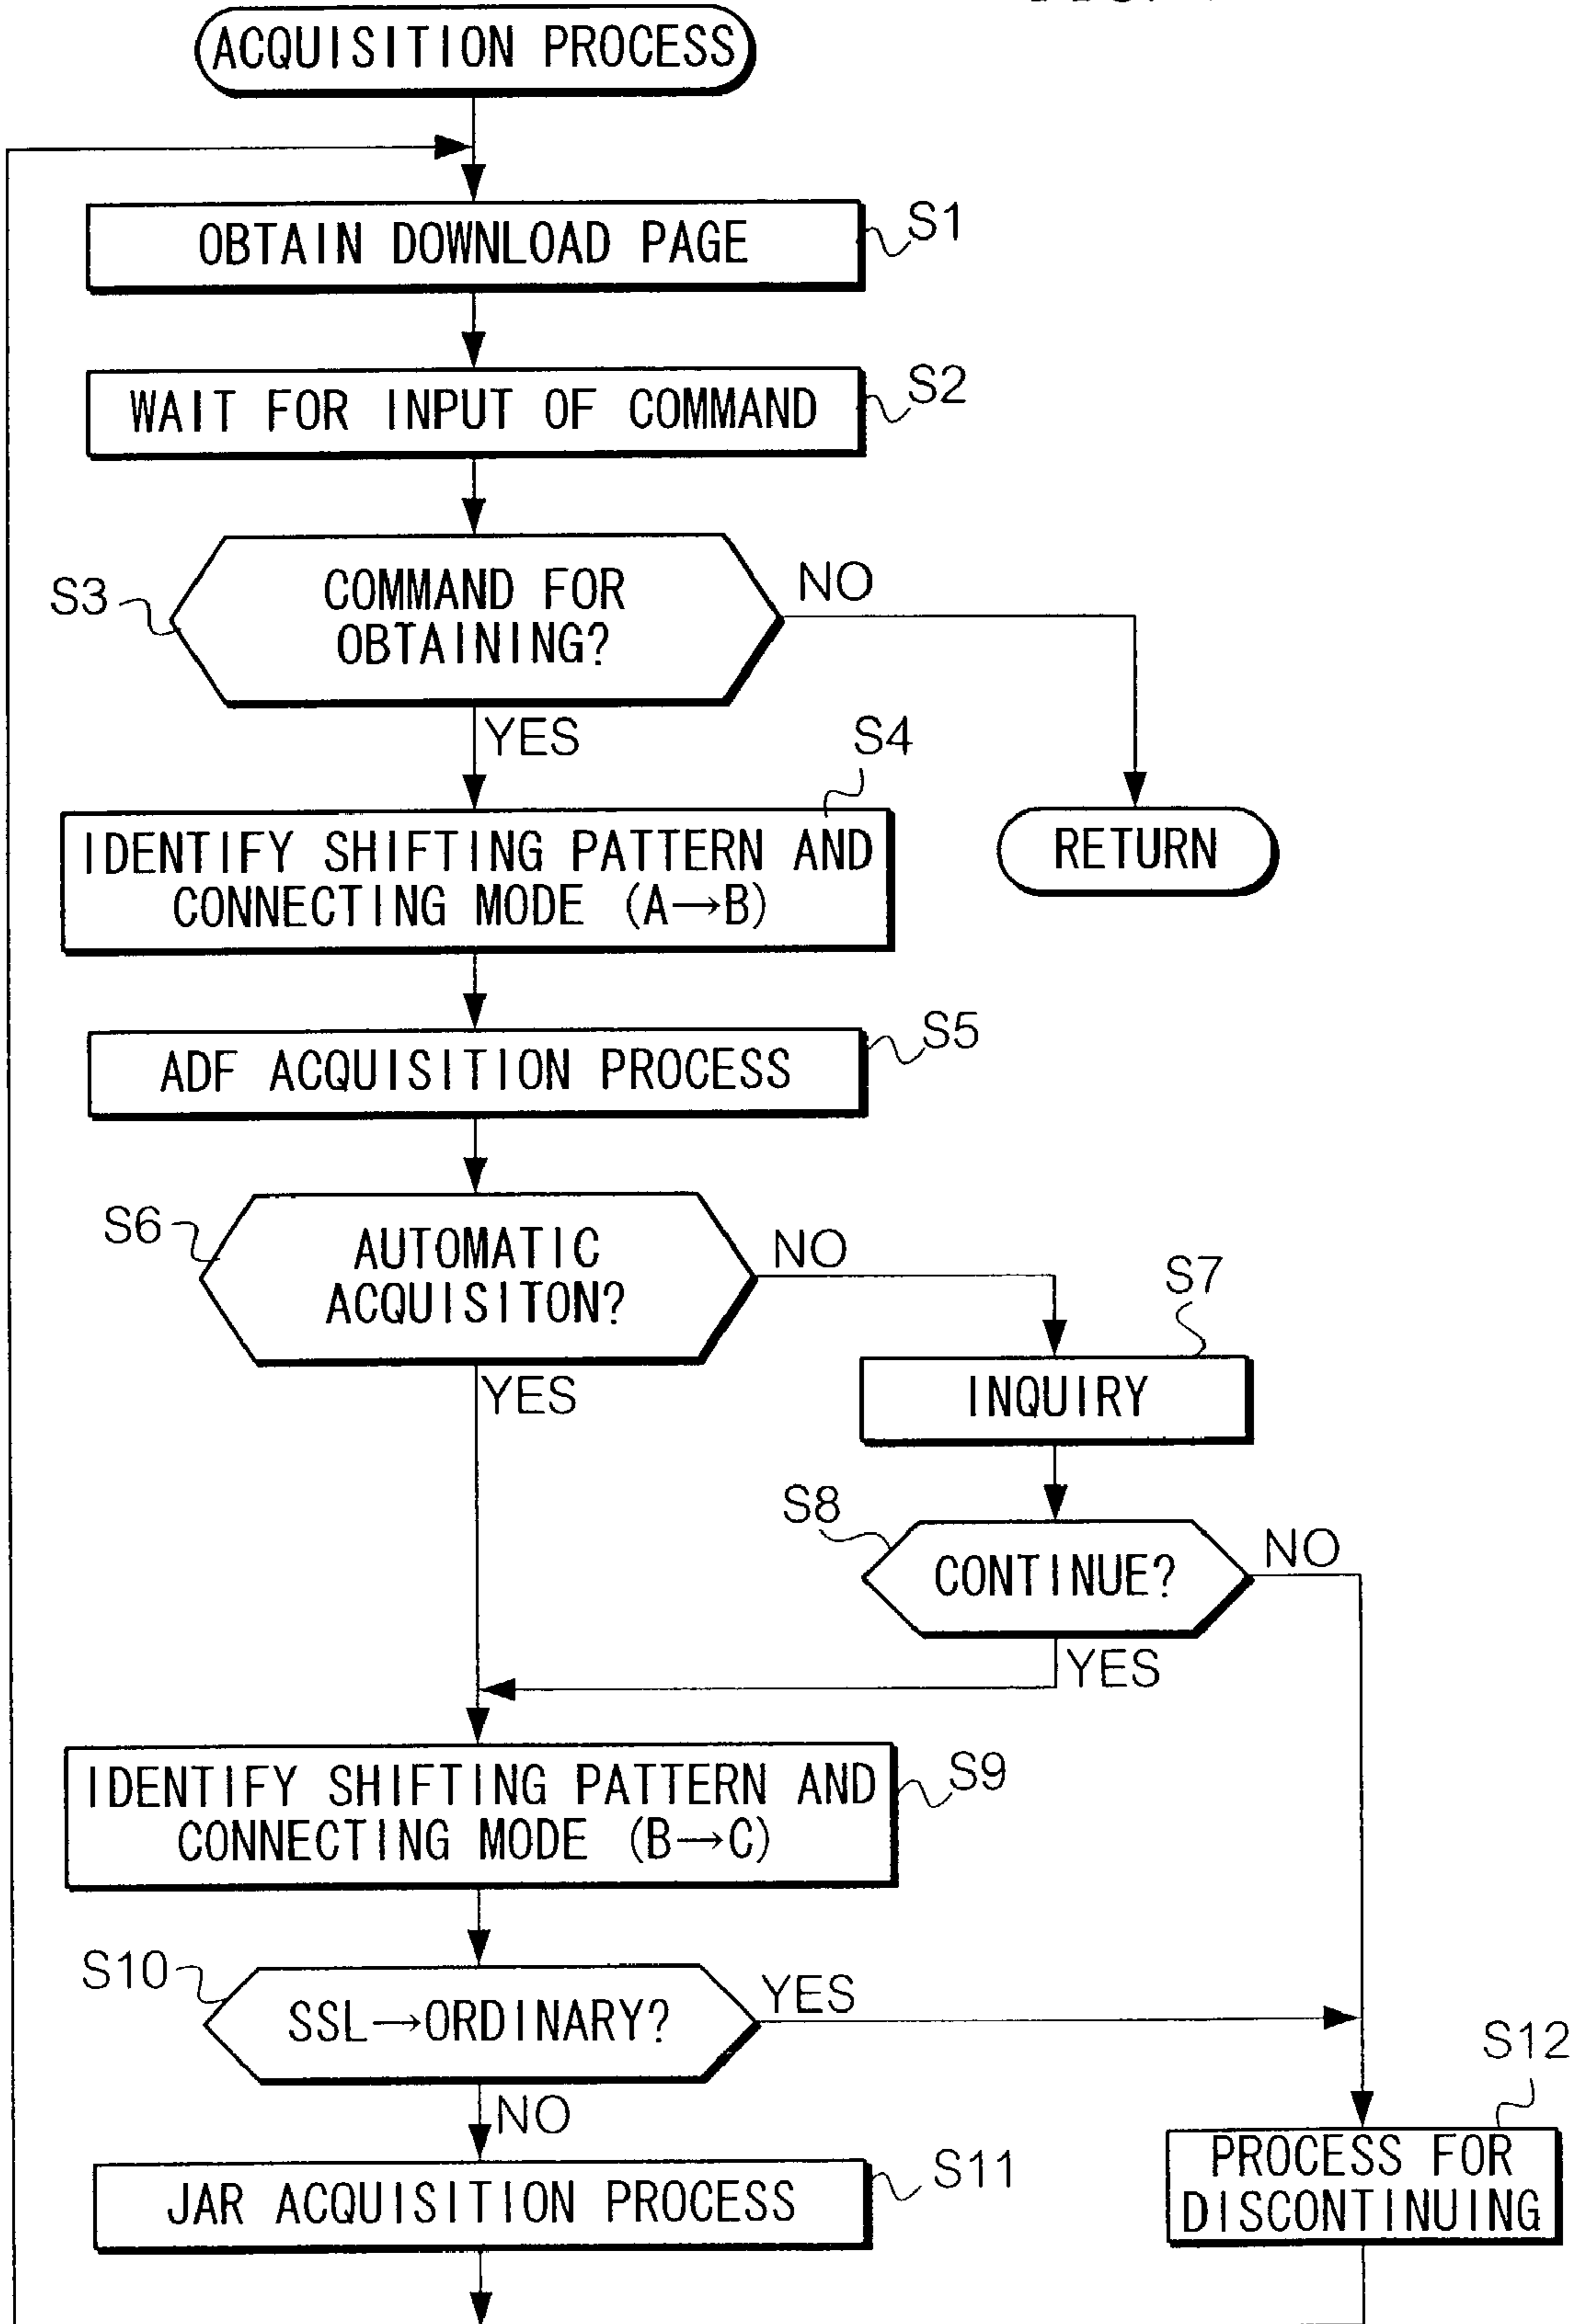 ACQUISITION PROCESS
OBTAIN DOWNLOAD PAGE
S1
WAIT FOR INPUT OF COMMAND
S2
S3
COMMAND FOR
OBTAINING?
NO
YES
S4
IDENTIFY SHIFTING PATTERN AND
CONNECTING MODE (A→B)
RETURN
ADF ACQUISITION PROCESS
S5
S6
AUTOMATIC
ACQUISITON?
NO
YES
S7
INQUIRY
S8
CONTINUE?
NO
YES
IDENTIFY SHIFTING PATTERN AND
CONNECTING MODE (B→C)
S9
S10
SSL→ORDINARY?
YES
NO
S12
PROCESS FOR
DISCONTINUING
JAR ACQUISITION PROCESS
S11